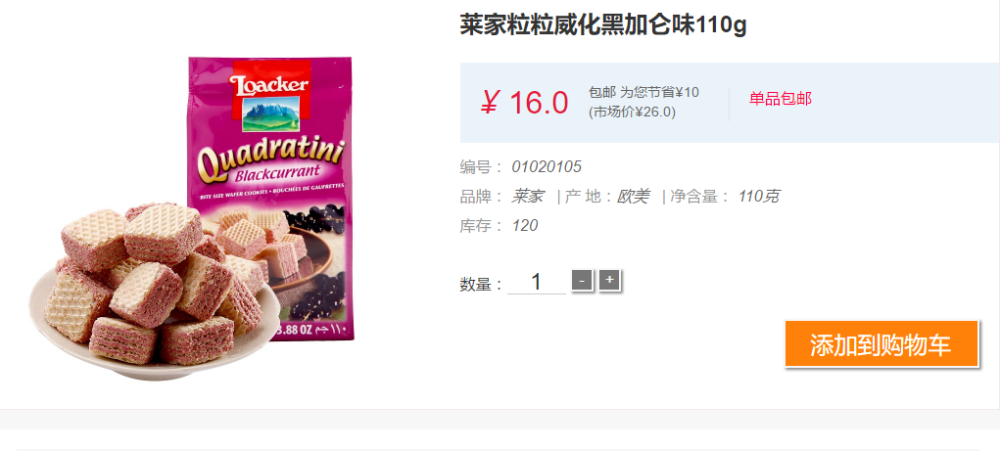 莱家粒粒威化黑加仑味110g
¥ 16.0
包邮 为您节省¥10
(市场价¥26.0)
单品包邮
编号： 01020105
品牌： 莱家 | 产 地：欧美 | 净含量： 110克
库存： 120
数量： 1 - +
添加到购物车
Loacker
Quadratini
Blackcurrant
BITE SIZE WAFER COOKIES • BOUCHÉES DE GAUFRETTES
3.88 OZ ١١٠ جم